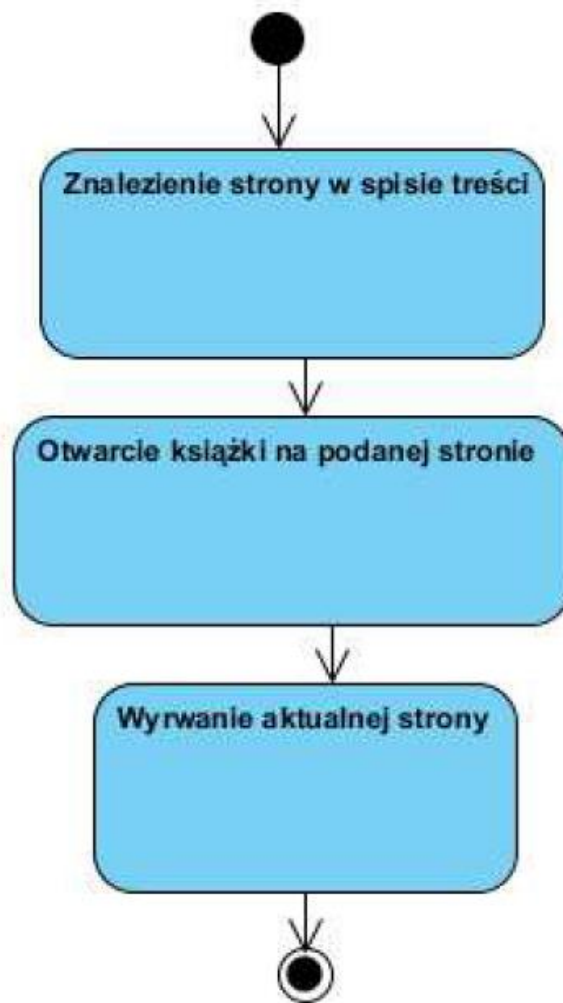 Znalezienie strony w spisie treści
Otwarcie książki na podanej stronie
Wyrwanie aktualnej strony